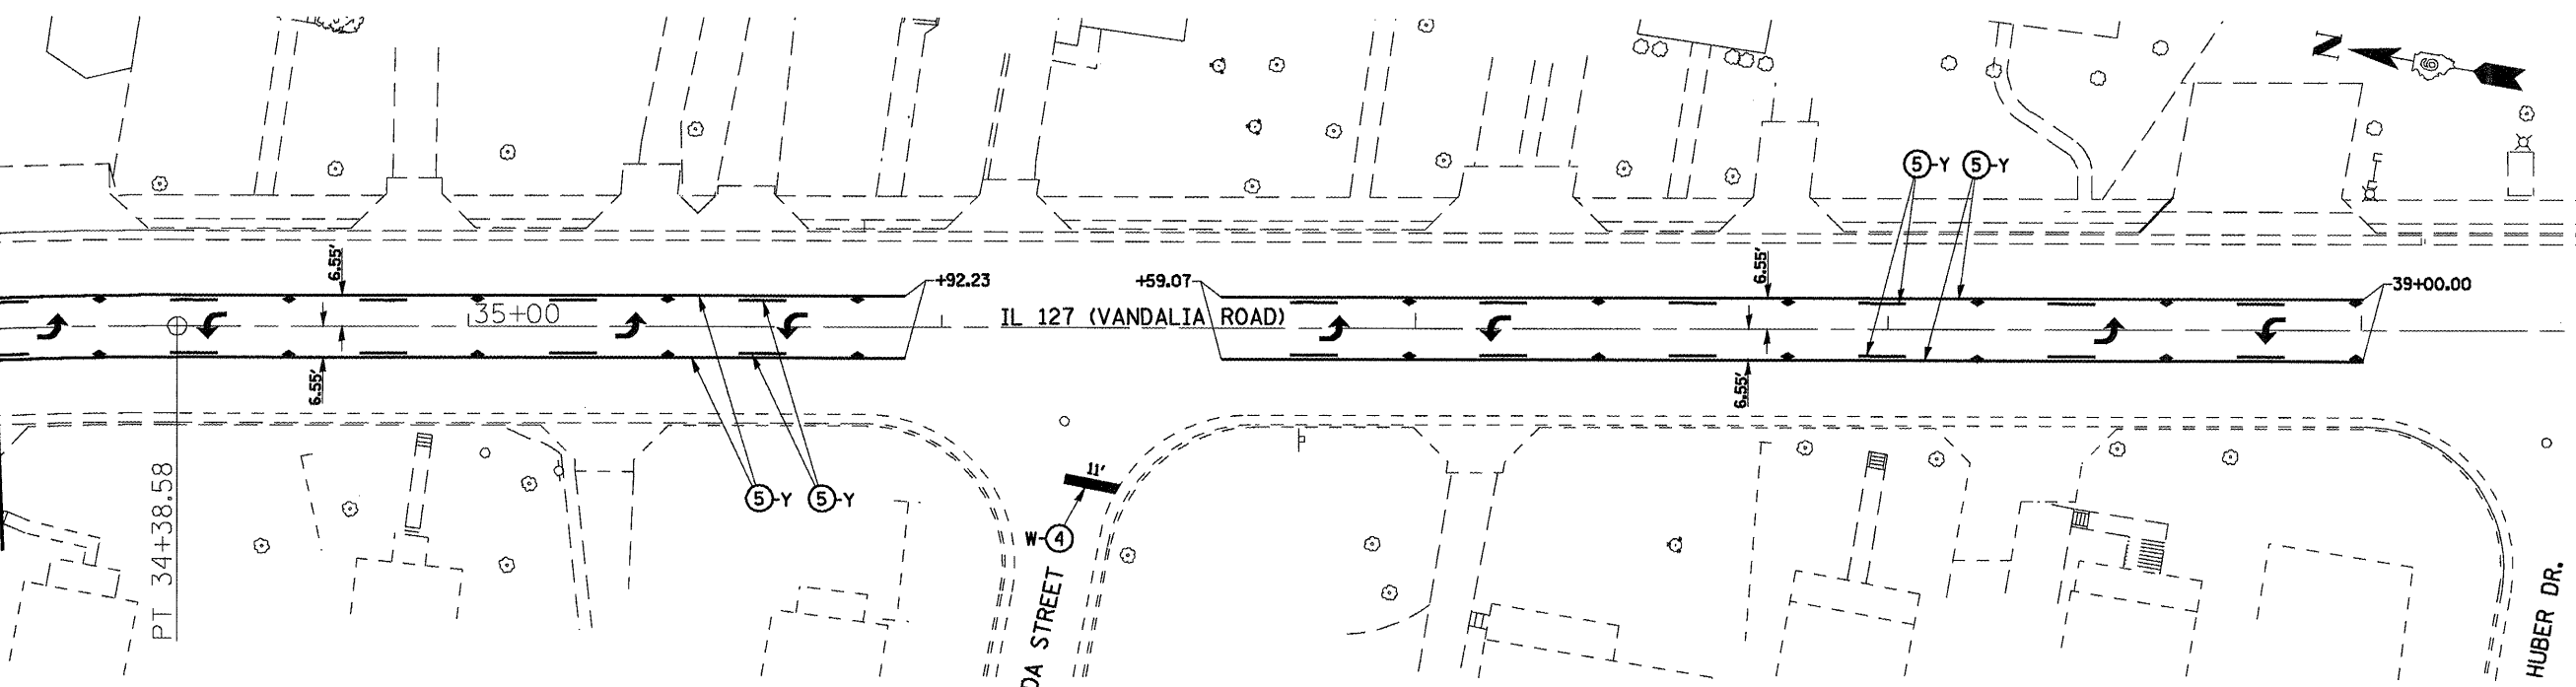 N
5-Y
5-Y
6.55'
6.55'
+92.23
+59.07
39+00.00
35+00
IL 127 (VANDALIA ROAD)
6.55'
6.55'
PT 34+38.58
5-Y
5-Y
11'
W-4
DA STREET
HUBER DR.